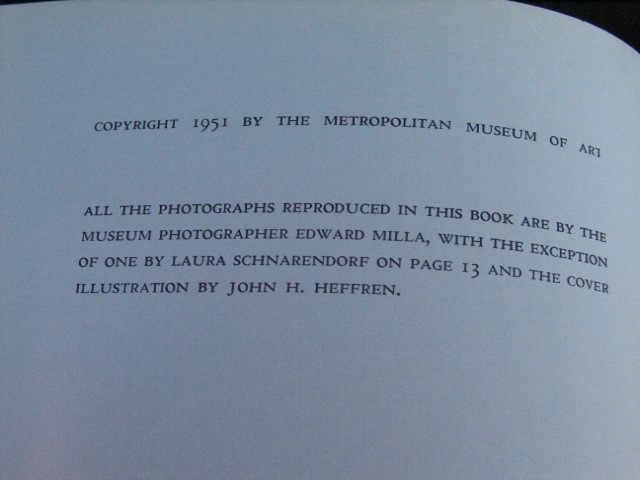 COPYRIGHT 1951 BY THE METROPOLITAN MUSEUM OF ART
ALL THE PHOTOGRAPHS REPRODUCED IN THIS BOOK ARE BY THE
MUSEUM PHOTOGRAPHER EDWARD MILLA, WITH THE EXCEPTION
OF ONE BY LAURA SCHNARENDORF ON PAGE 13 AND THE COVER
ILLUSTRATION BY JOHN H. HEFFREN.